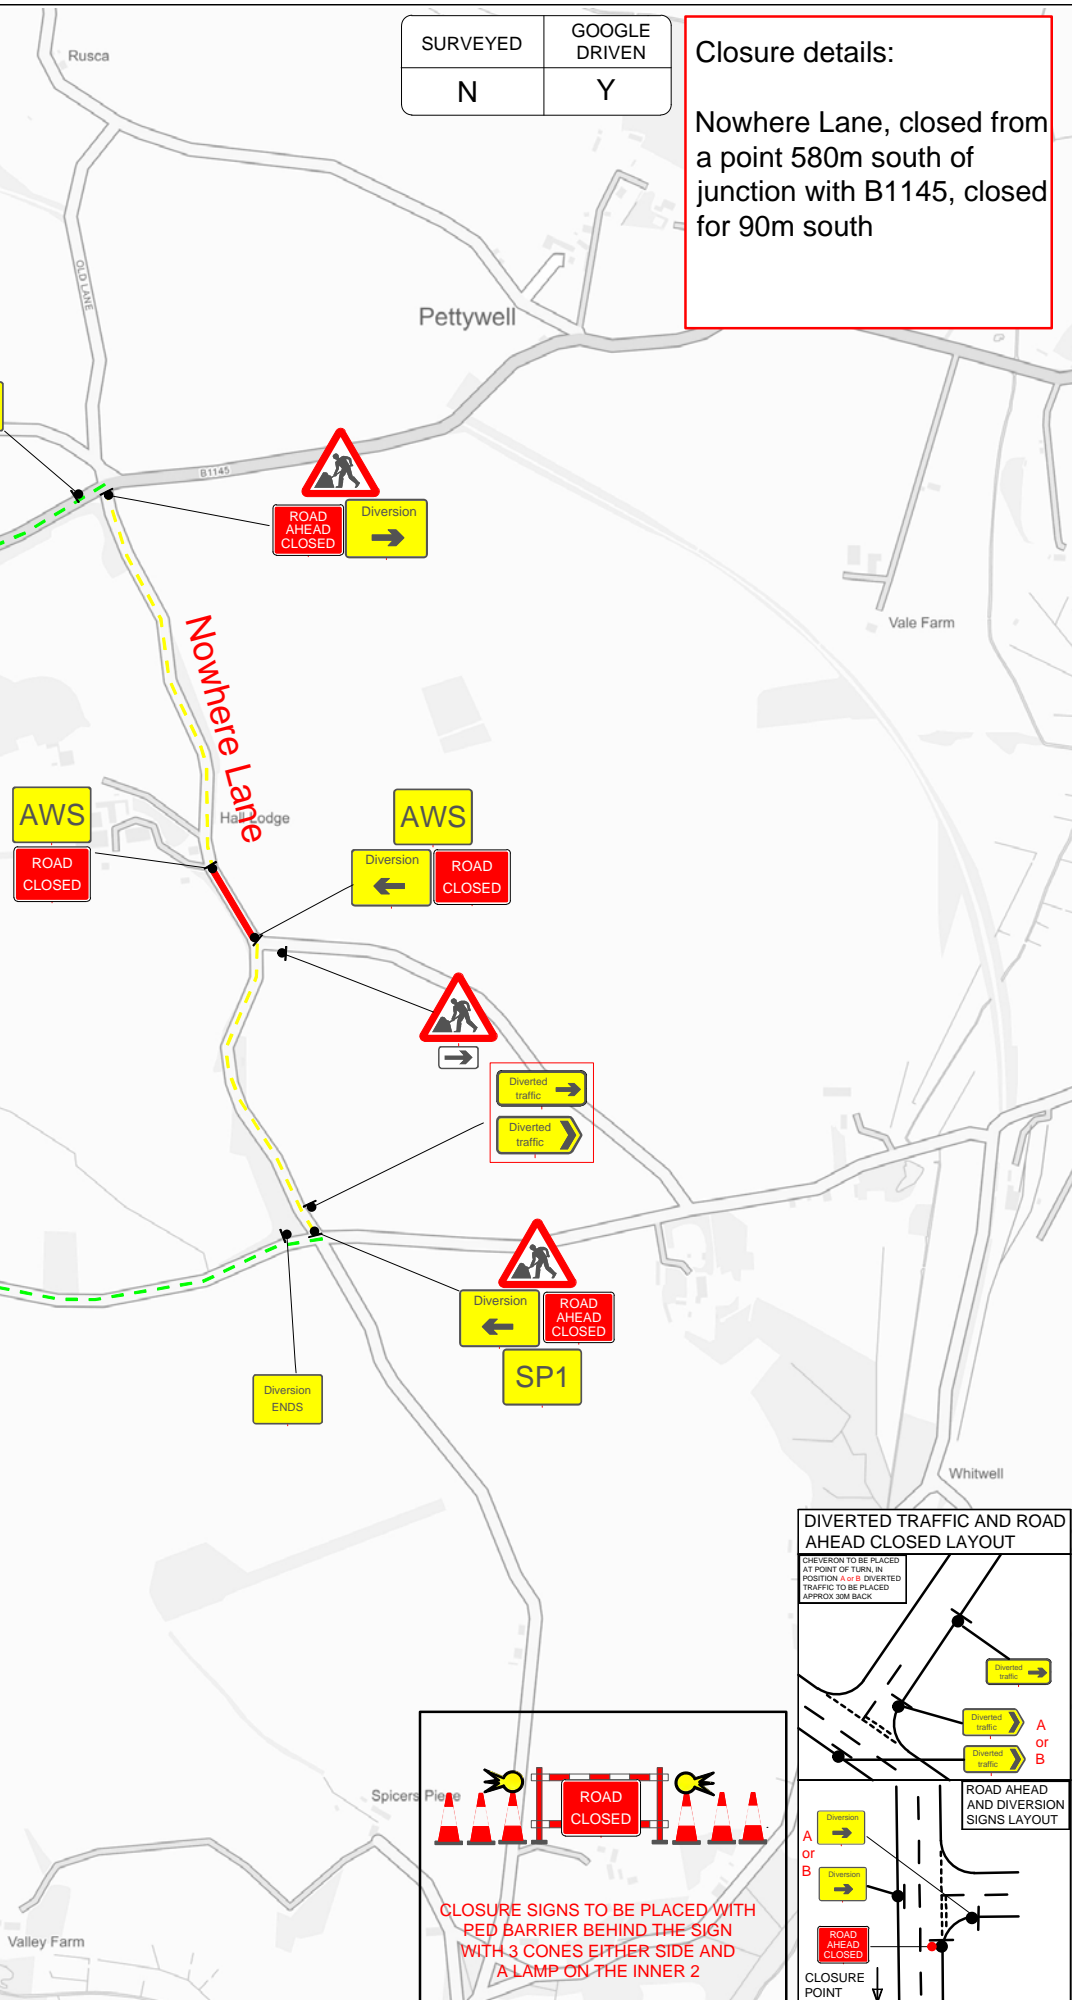 Rusca
SURVEYED
GOOGLE
DRIVEN
N
Y
Closure details:
Nowhere Lane, closed from
a point 580m south of
junction with B1145, closed
for 90m south
OLD LANE
Pettywell
B1145
ROAD
AHEAD
CLOSED
Diversion
Vale Farm
Nowhere Lane
Hall Lodge
AWS
ROAD
CLOSED
AWS
Diversion
ROAD
CLOSED
Diverted
traffic
Diverted
traffic
Diversion
ROAD
AHEAD
CLOSED
SP1
Diversion
ENDS
Whitwell
DIVERTED TRAFFIC AND ROAD
AHEAD CLOSED LAYOUT
CHEVERON TO BE PLACED
AT POINT OF TURN, IN
POSITION A or B DIVERTED
TRAFFIC TO BE PLACED
APPROX 30M BACK
Diverted
traffic
Diverted
traffic
A
or
B
Diverted
traffic
ROAD AHEAD
AND DIVERSION
SIGNS LAYOUT
Diversion
A
or
B
Diversion
ROAD
AHEAD
CLOSED
CLOSURE
POINT
Spicers Piece
ROAD
CLOSED
CLOSURE SIGNS TO BE PLACED WITH
PED BARRIER BEHIND THE SIGN
WITH 3 CONES EITHER SIDE AND
A LAMP ON THE INNER 2
Valley Farm